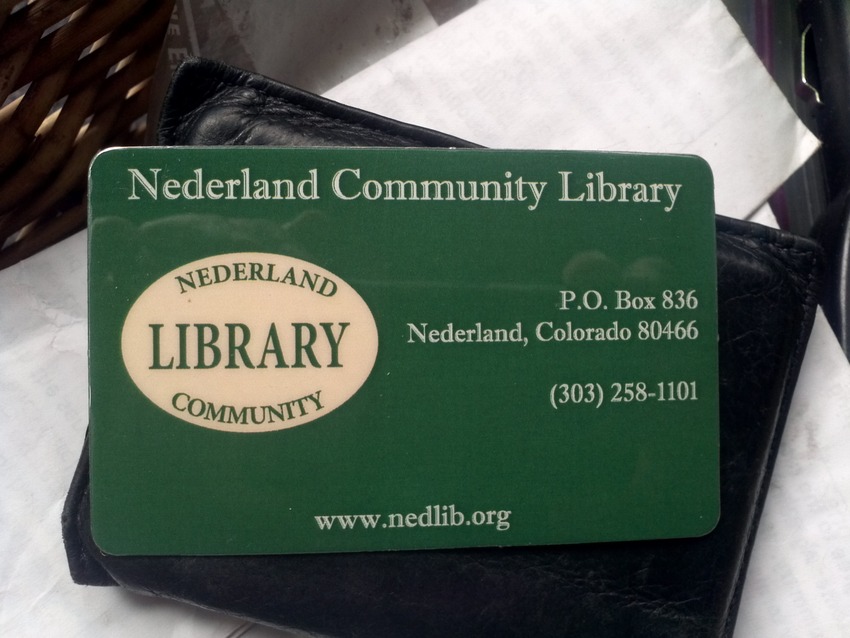 Nederland Community Library
NEDERLAND
LIBRARY
COMMUNITY
P.O. Box 836
Nederland, Colorado 80466
(303) 258-1101
www.nedlib.org